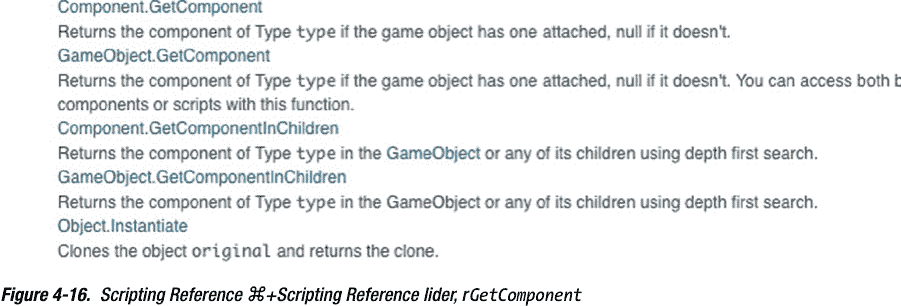 Component.GetComponent
Returns the component of Type type if the game object has one attached, null if it doesn't.
GameObject.GetComponent
Returns the component of Type type if the game object has one attached, null if it doesn't. You can access both
components or scripts with this function.
Component.GetComponentInChildren
Returns the component of Type type in the GameObject or any of its children using depth first search.
GameObject.GetComponentInChildren
Returns the component of Type type in the GameObject or any of its children using depth first search.
Object.Instantiate
Clones the object original and returns the clone.
Figure 4-16. Scripting Reference ⌘+Scripting Reference lider, rGetComponent